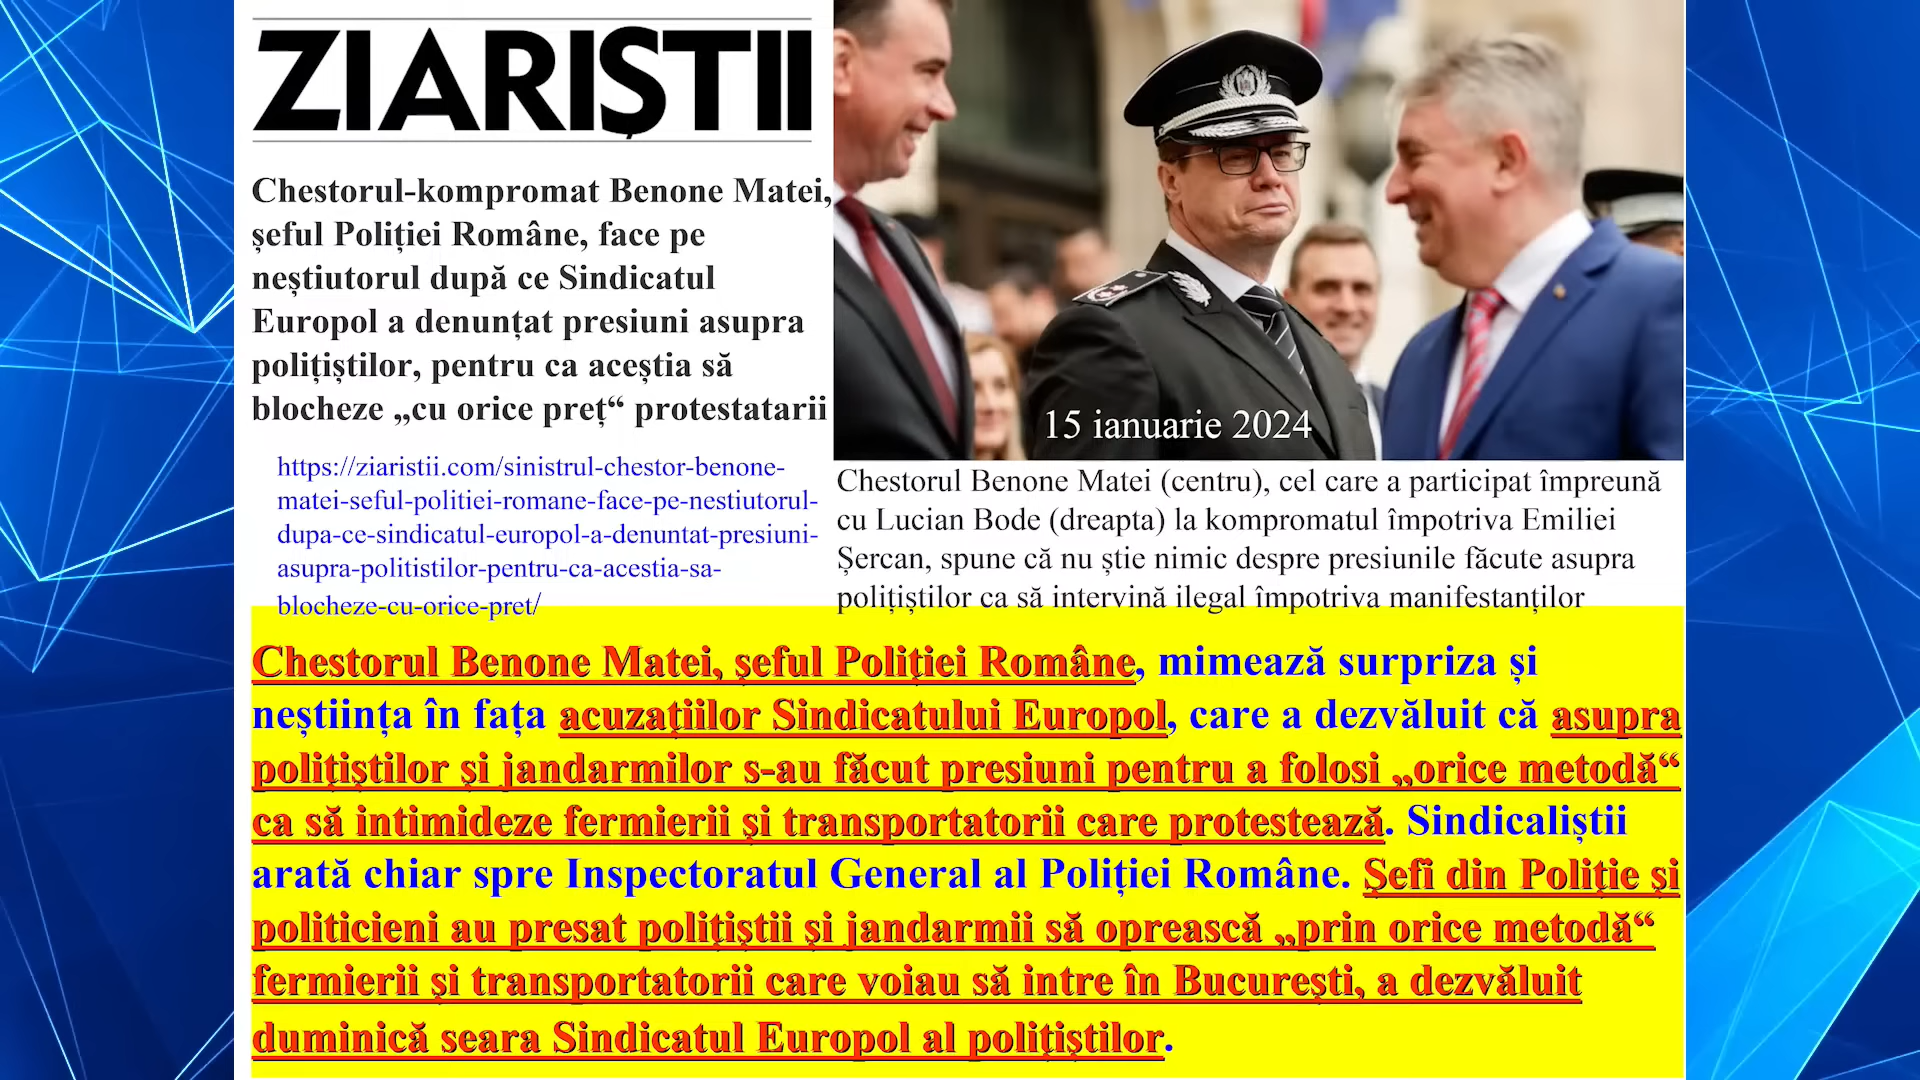 ZIARIȘTII
Chestorul-kompromat Benone Matei,
șeful Poliției Române, face pe
neștiutorul după ce Sindicatul
Europol a denunțat presiuni asupra
polițiștilor, pentru ca aceștia să
blocheze „cu orice preț“ protestatarii
https://ziaristii.com/sinistrul-chestor-benone-
matei-seful-politiei-romane-face-pe-nestiutorul-
dupa-ce-sindicatul-europol-a-denuntat-presiuni-
asupra-politistilor-pentru-ca-acestia-sa-
blocheze-cu-orice-pret/
15 ianuarie 2024
Chestorul Benone Matei (centru), cel care a participat împreună
cu Lucian Bode (dreapta) la kompromatul împotriva Emiliei
Șercan, spune că nu știe nimic despre presiunile făcute asupra
polițiștilor ca să intervină ilegal împotriva manifestanților
Chestorul Benone Matei, șeful Poliției Române, mimează surpriza și
neștiința în fața acuzațiilor Sindicatului Europol, care a dezvăluit că asupra
polițiștilor și jandarmilor s-au făcut presiuni pentru a folosi „orice metodă“
ca să intimideze fermierii și transportatorii care protestează. Sindicaliștii
arată chiar spre Inspectoratul General al Poliției Române. Șefi din Poliție și
politicieni au presat polițiștii și jandarmii să oprească „prin orice metodă“
fermierii și transportatorii care voiau să intre în București, a dezvăluit
duminică seara Sindicatul Europol al polițiștilor.